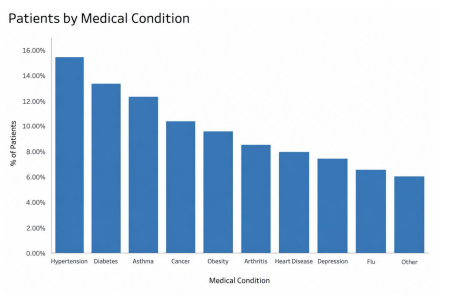 Patients by Medical Condition
16.00%
14.00%
12.00%
10.00%
8.00%
6.00%
4.00%
2.00%
0.00%
% of Patients
Hypertension Diabetes Asthma Cancer Obesity Arthritis Heart Disease Depression Flu Other
Medical Condition